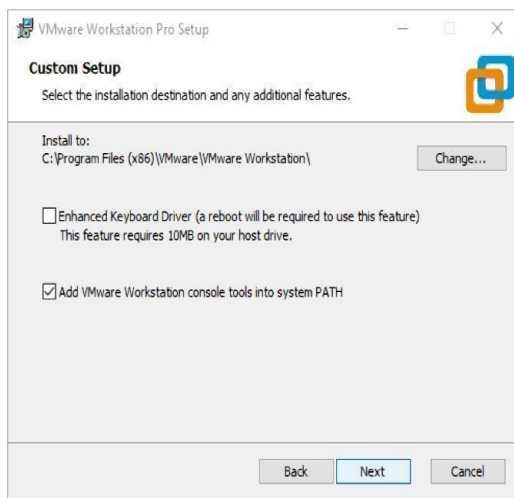 VMware Workstation Pro Setup
Custom Setup
Select the installation destination and any additional features.
Install to:
C:\Program Files (x86)\VMware\VMware Workstation\
Change...
Enhanced Keyboard Driver (a reboot will be required to use this feature)
This feature requires 10MB on your host drive.
Add VMware Workstation console tools into system PATH
Back Next Cancel